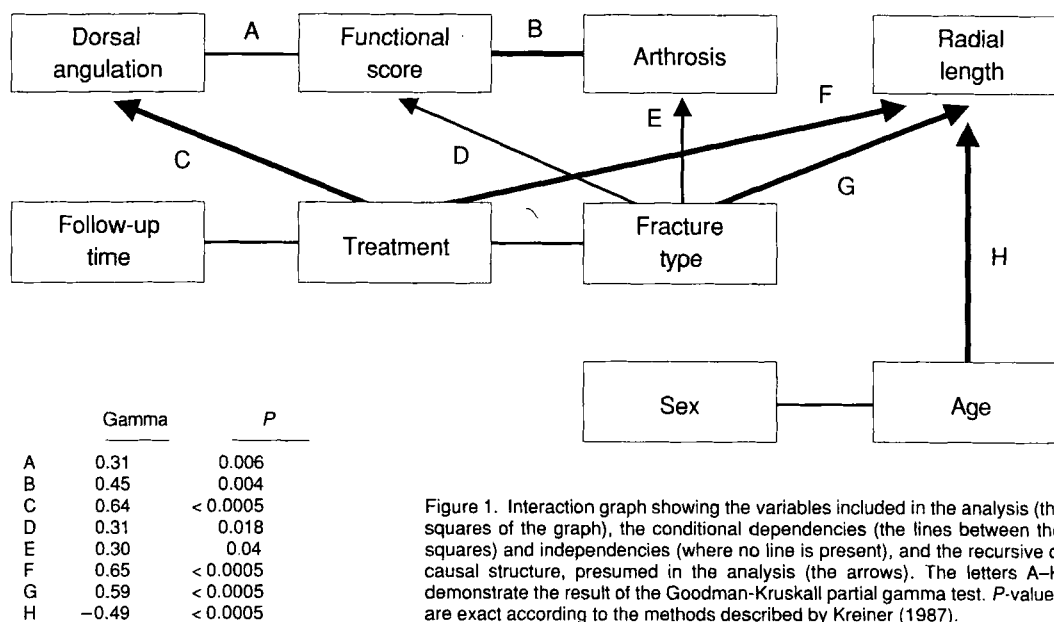 A
B
Dorsal
angulation
Functional
score
Arthrosis
Radial
length
F
E
D
C
G
Follow-up
time
Treatment
Fracture
type
H
Sex
Age
Gamma P
A 0.31 0.006
B 0.45 0.004
C 0.64 < 0.0005
D 0.31 0.018
E 0.30 0.04
F 0.65 < 0.0005
G 0.59 < 0.0005
H −0.49 < 0.0005
Figure 1. Interaction graph showing the variables included in the analysis (th
squares of the graph), the conditional dependencies (the lines between the
squares) and independencies (where no line is present), and the recursive o
causal structure, presumed in the analysis (the arrows). The letters A–H
demonstrate the result of the Goodman-Kruskall partial gamma test. P-value
are exact according to the methods described by Kreiner (1987).